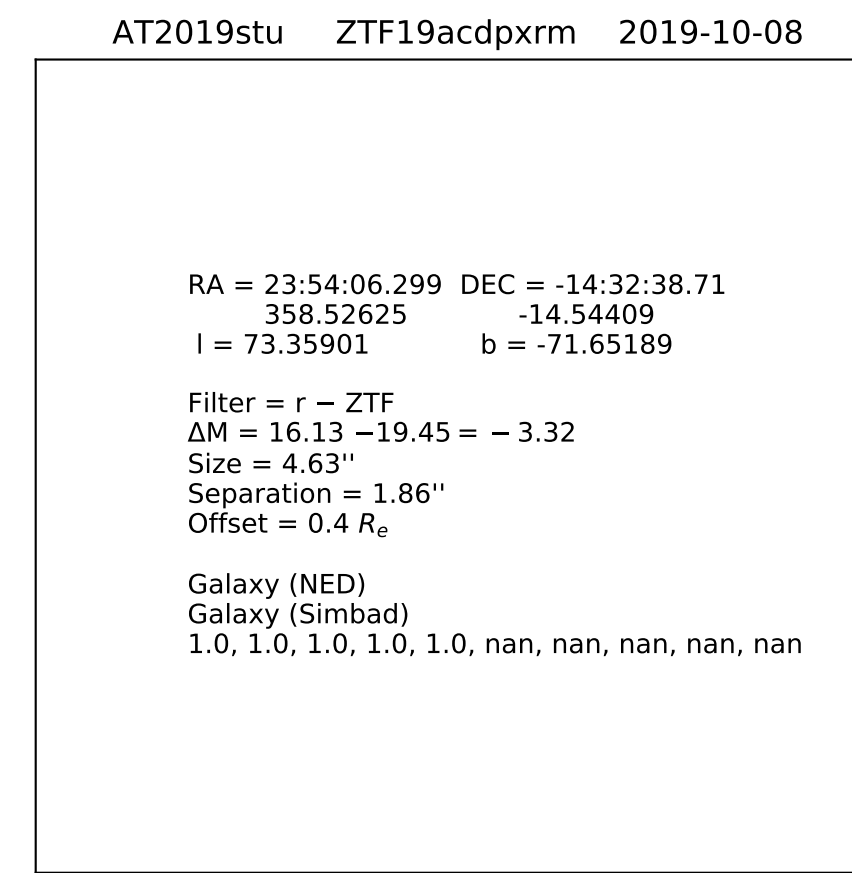 AT2019stu ZTF19acdpxrm 2019-10-08
RA = 23:54:06.299 DEC = -14:32:38.71
358.52625 -14.54409
l = 73.35901 b = -71.65189
Filter = r − ZTF
ΔM = 16.13 −19.45 = − 3.32
Size = 4.63''
Separation = 1.86''
Offset = 0.4 Re
Galaxy (NED)
Galaxy (Simbad)
1.0, 1.0, 1.0, 1.0, 1.0, nan, nan, nan, nan, nan